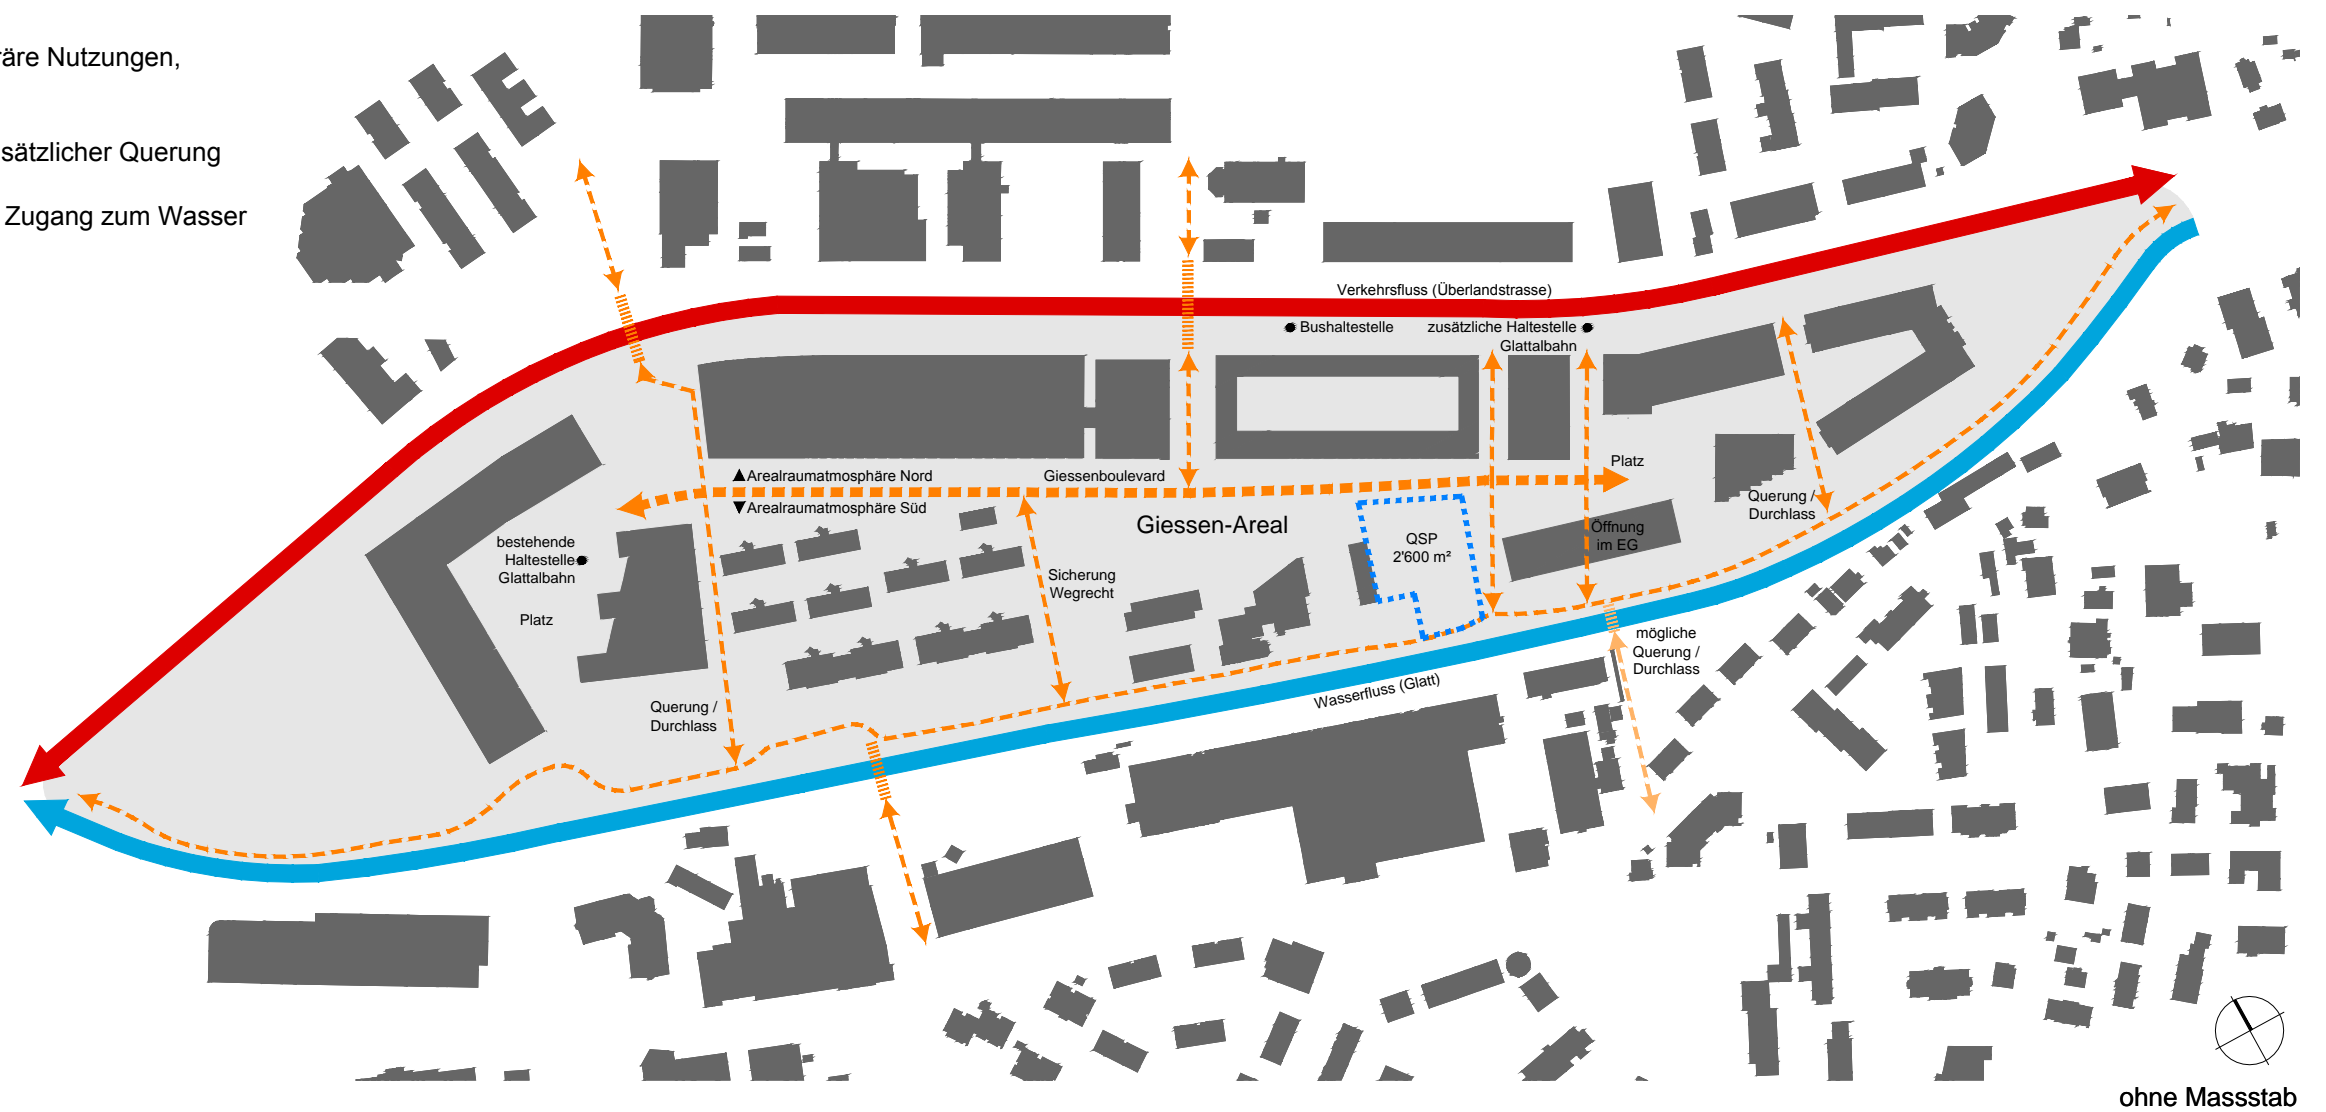 räre Nutzungen,
sätzlicher Querung
Zugang zum Wasser
Verkehrsfluss (Überlandstrasse)
Bushaltestelle
zusätzliche Haltestelle
Glattalbahn
▲Arealraumatmosphäre Nord
Giessenboulevard
Platz
▼Arealraumatmosphäre Süd
Giessen-Areal
Querung /
Durchlass
bestehende
Haltestelle
Glattalbahn
Platz
Sicherung
Wegrecht
QSP
2'600 m²
Öffnung
im EG
mögliche
Querung /
Durchlass
Querung /
Durchlass
Wasserfluss (Glatt)
ohne Massstab